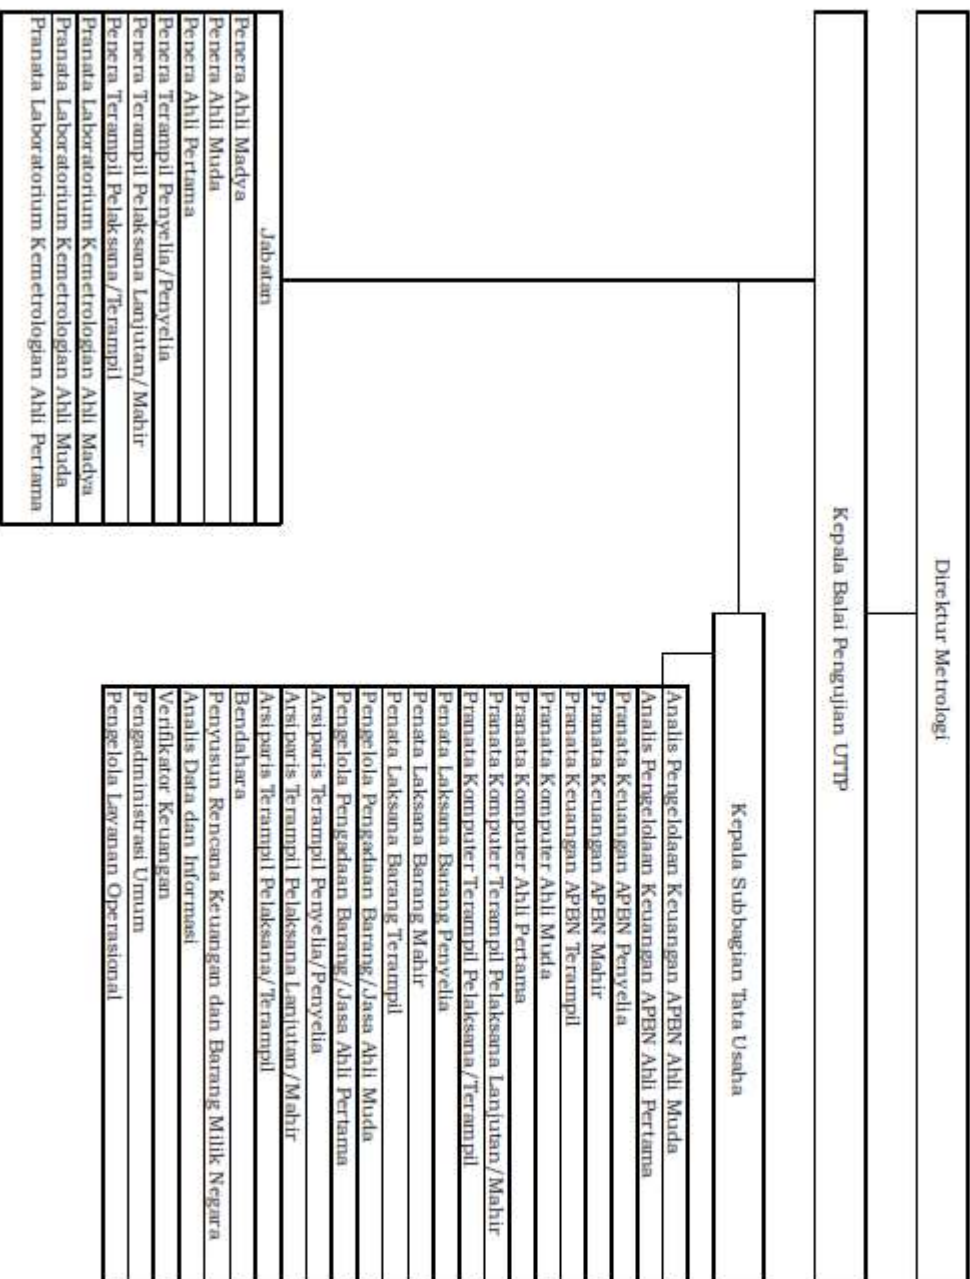 Direktur Metrologi
Kepala Balai Pengujian UTTP
Kepala Subbagian Tata Usaha
Analis Pengelolaan Keuangan APBN Ahli Muda
Analis Pengelolaan Keuangan APBN Ahli Pertama
Pranata Keuangan APBN Penyelia
Pranata Keuangan APBN Mahir
Pranata Keuangan APBN Terampil
Pranata Komputer Ahli Muda
Pranata Komputer Ahli Pertama
Pranata Komputer Terampil Pelaksana Lanjutan/Mahir
Pranata Komputer Terampil Pelaksana/Terampil
Penata Laksana Barang Penyelia
Penata Laksana Barang Mahir
Penata Laksana Barang Terampil
Pengelola Pengadaan Barang/Jasa Ahli Muda
Pengelola Pengadaan Barang/Jasa Ahli Pertama
Arsiparis Terampil Penyelia/Penyelia
Arsiparis Terampil Pelaksana Lanjutan/Mahir
Arsiparis Terampil Pelaksana/Terampil
Bendahara
Penyusun Rencana Keuangan dan Barang Milik Negara
Analis Data dan Informasi
Verifikator Keuangan
Pengadministrasi Umum
Pengelola Layanan Operasional
Jabatan
Penera Ahli Madya
Penera Ahli Muda
Penera Ahli Pertama
Penera Terampil Penyelia/Penyelia
Penera Terampil Pelaksana Lanjutan/Mahir
Penera Terampil Pelaksana/Terampil
Pranata Laboratorium Kemetrologian Ahli Madya
Pranata Laboratorium Kemetrologian Ahli Muda
Pranata Laboratorium Kemetrologian Ahli Pertama